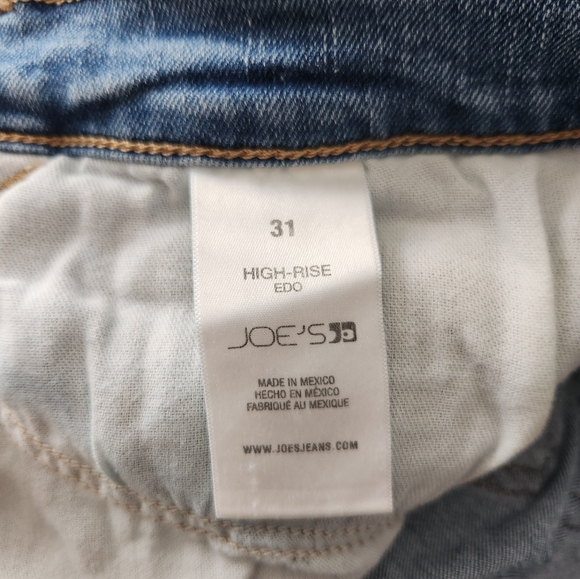 31
HIGH-RISE
EDO
JOE'S
MADE IN MEXICO
HECHO EN MÉXICO
FABRIQUÉ AU MEXIQUE
WWW.JOESJEANS.COM